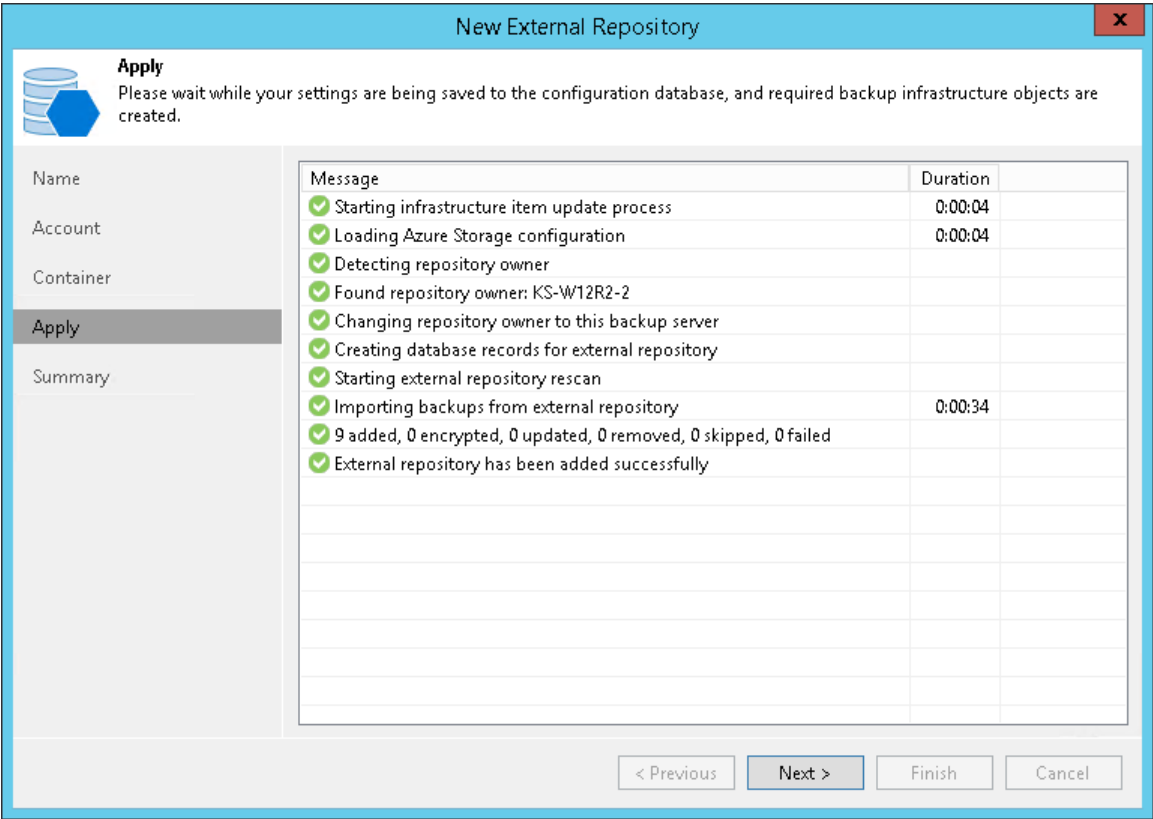 New External Repository
x
Apply
Please wait while your settings are being saved to the configuration database, and required backup infrastructure objects are
created.
Name
Account
Container
Apply
Summary
Message Duration
Starting infrastructure item update process 0:00:04
Loading Azure Storage configuration 0:00:04
Detecting repository owner
Found repository owner: KS-W12R2-2
Changing repository owner to this backup server
Creating database records for external repository
Starting external repository rescan
Importing backups from external repository 0:00:34
9 added, 0 encrypted, 0 updated, 0 removed, 0 skipped, 0 failed
External repository has been added successfully
< Previous Next > Finish Cancel